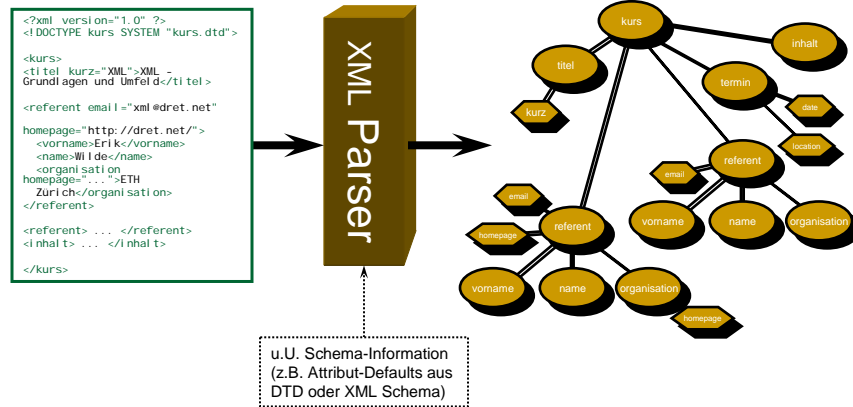 <?xml version="1.0" ?>
<!DOCTYPE kurs SYSTEM "kurs.dtd">
<kurs>
<titel kurz="XML">XML -
Grundlagen und Umfeld</titel>
<referent email="xml@dret.net"
homepage="http://dret.net/">
<vorname>Erik</vorname>
<name>Wilde</name>
<organisation
homepage="...">ETH
Zürich</organisation>
</referent>
<referent> ... </referent>
<inhalt> ... </inhalt>
</kurs>
XML Parser
u.U. Schema-Information
(z.B. Attribut-Defaults aus
DTD oder XML Schema)
kurs
inhalt
titel
termin
kurz
date
location
referent
email
vorname
name
organisation
email
homepage
referent
vorname
name
organisation
homepage